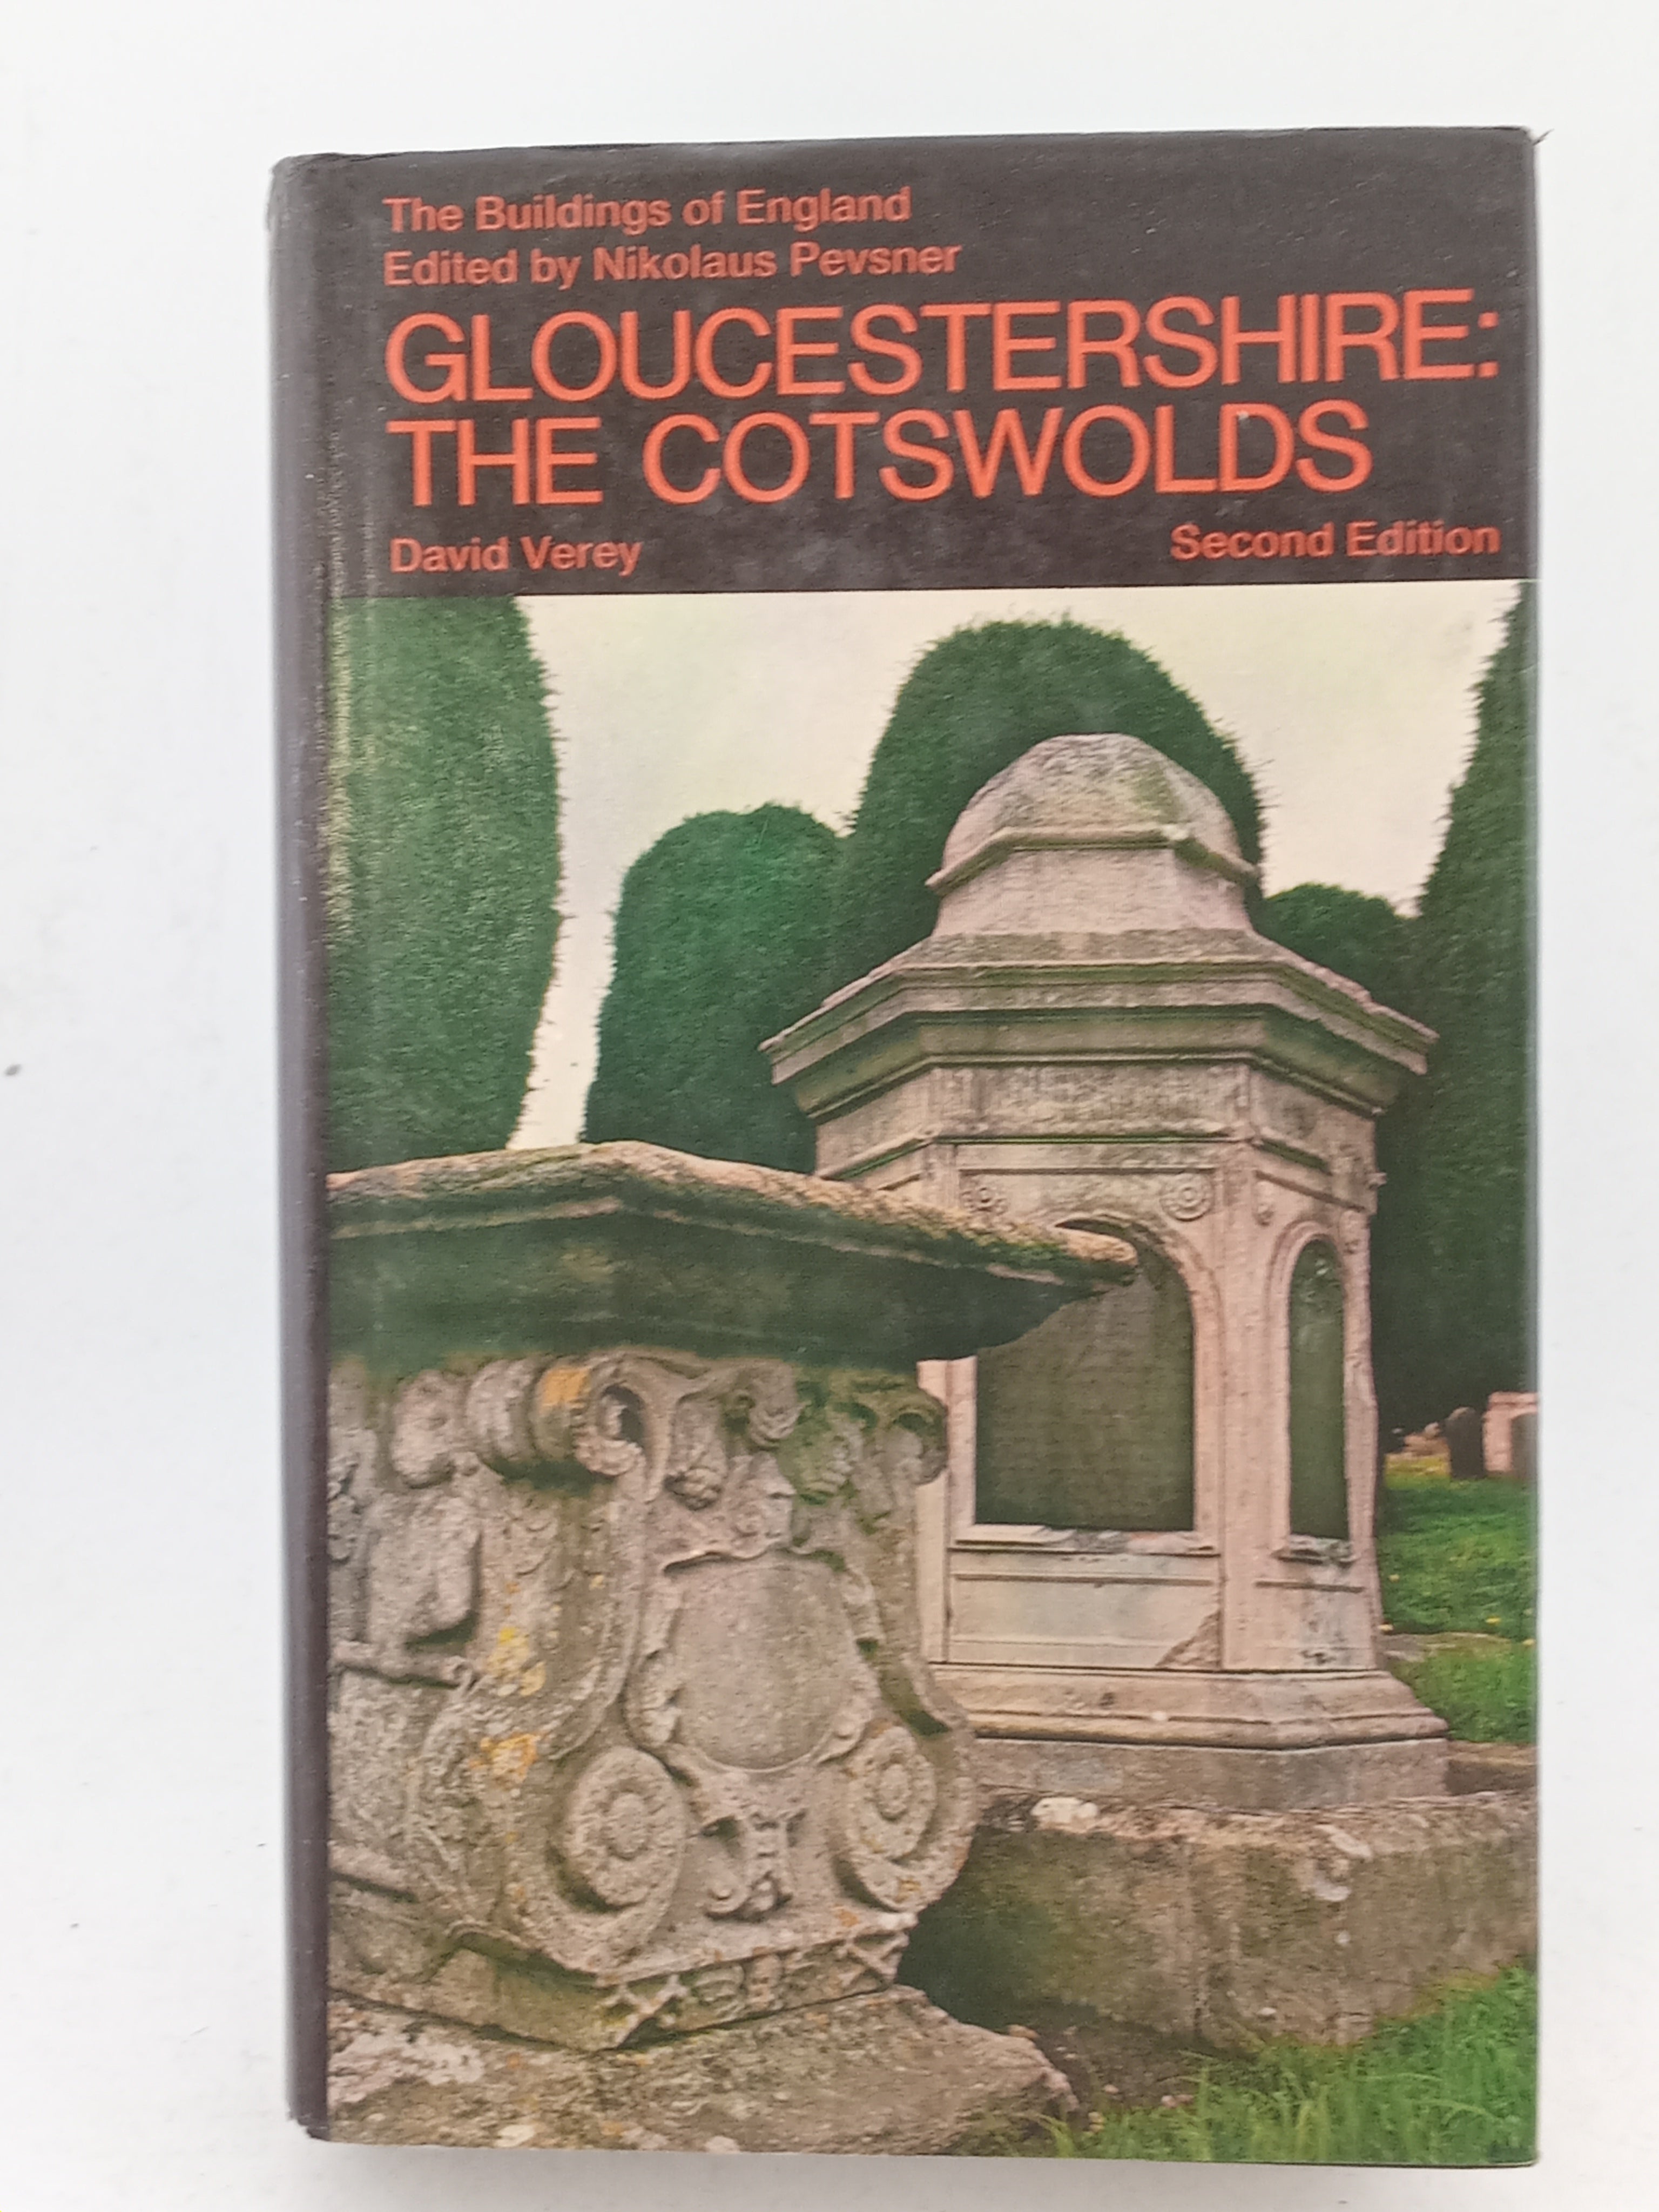 The Buildings of England
Edited by Nikolaus Pevsner
GLOUCESTERSHIRE:
THE COTSWOLDS
David Verey
Second Edition